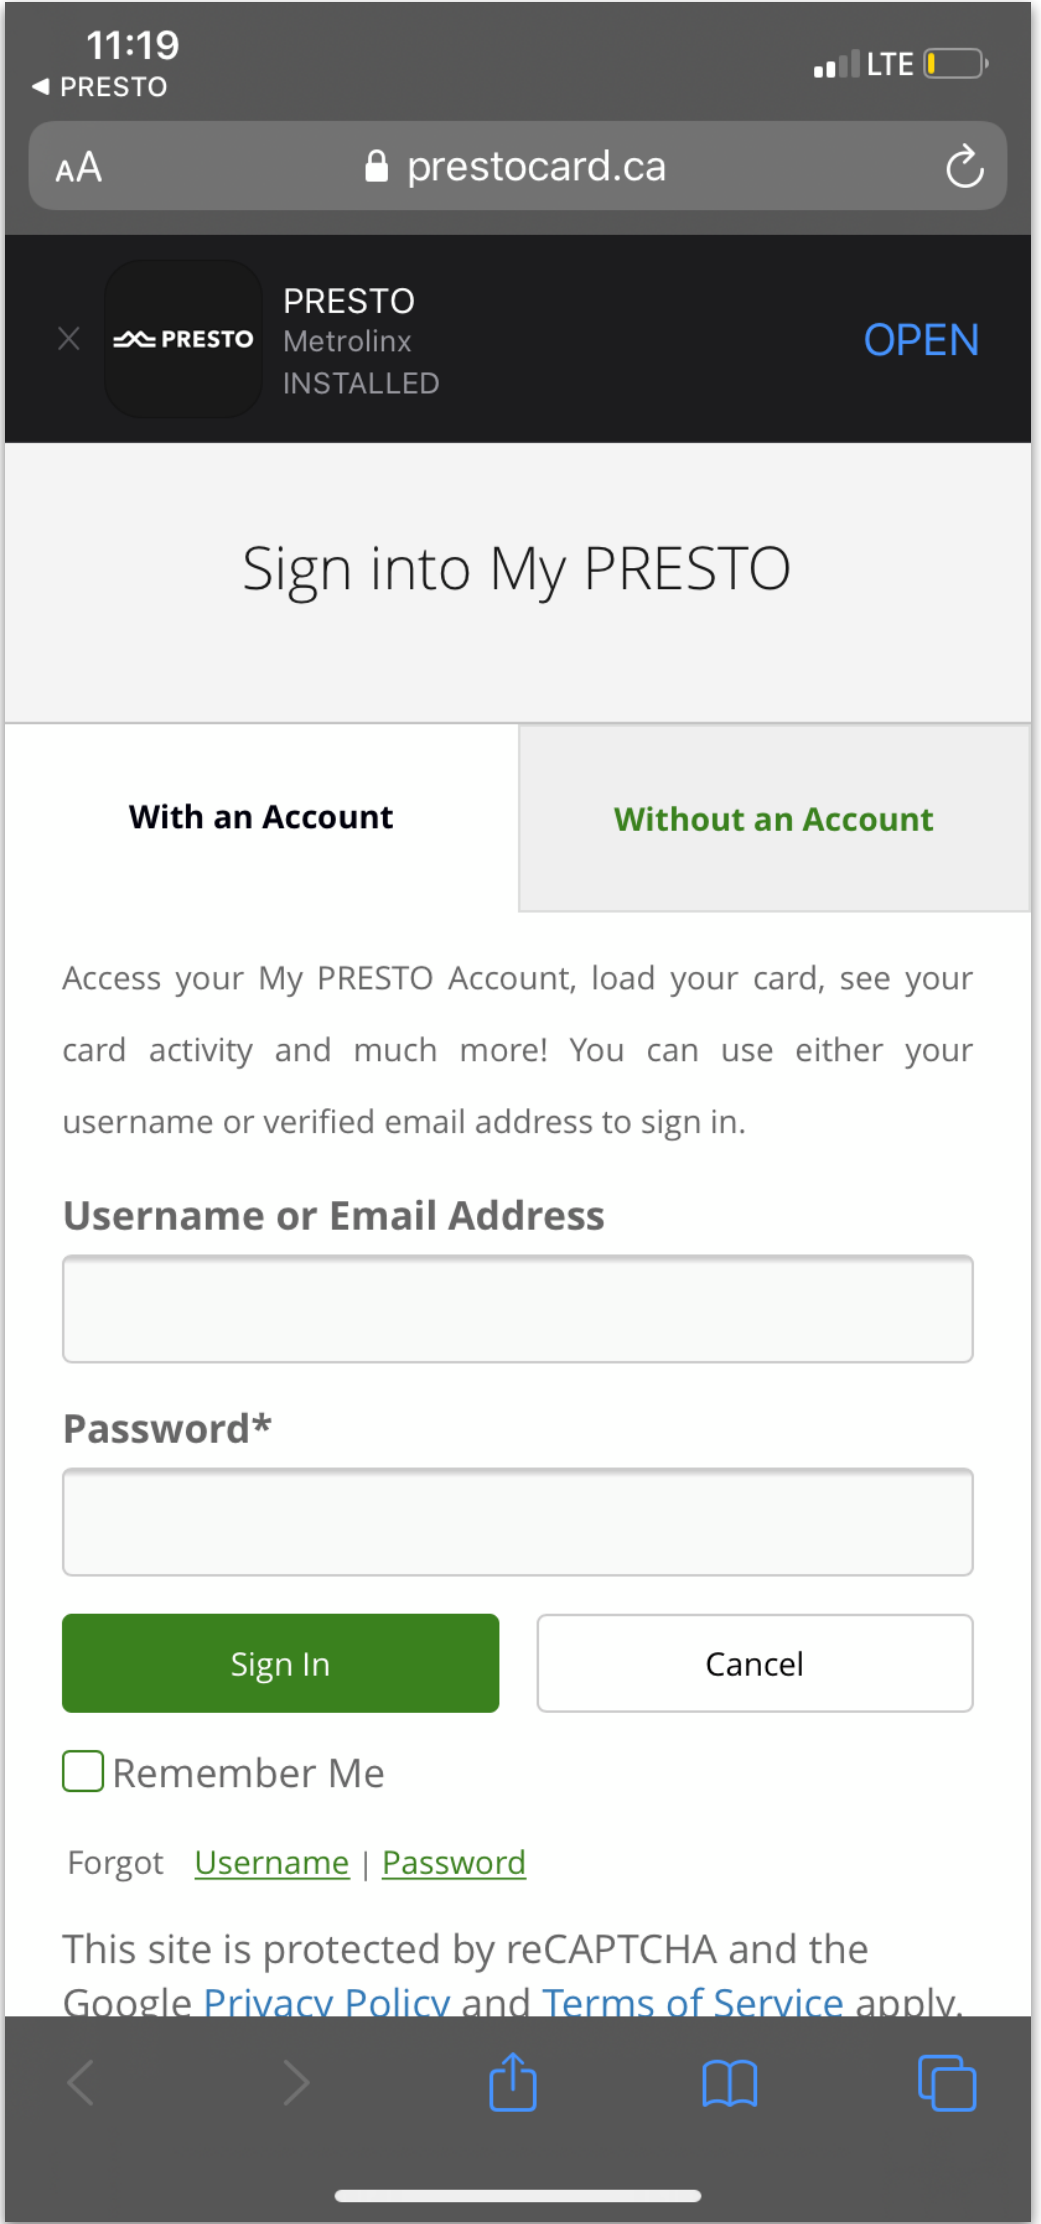 11:19
◀ PRESTO
LTE
AA
prestocard.ca
PRESTO
PRESTO
Metrolinx
INSTALLED
OPEN
Sign into My PRESTO
With an Account
Without an Account
Access your My PRESTO Account, load your card, see your
card activity and much more! You can use either your
username or verified email address to sign in.
Username or Email Address
Password*
Sign In
Cancel
Remember Me
Forgot Username | Password
This site is protected by reCAPTCHA and the
Google Privacy Policy and Terms of Service apply.